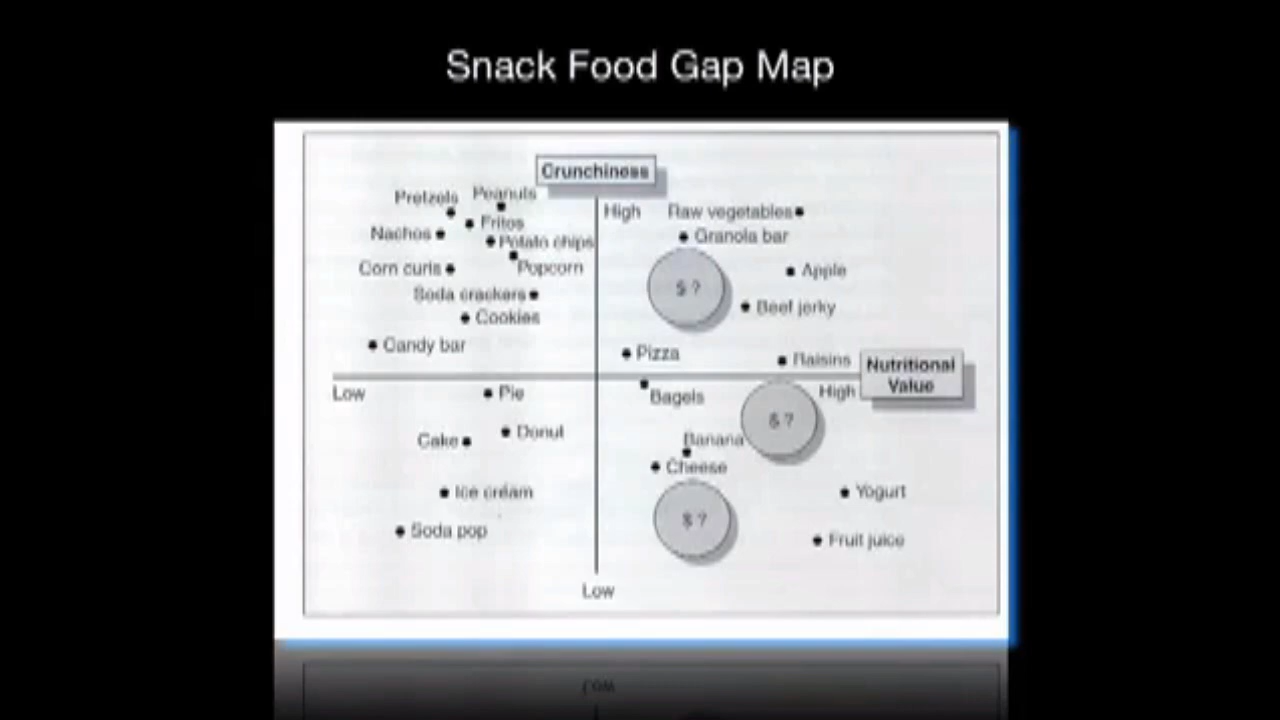 Snack Food Gap Map
Crunchiness
Pretzels
Peanuts
High
Raw vegetables
Fritos
Nachos
Potato chips
Granola bar
Corn curls
Popcorn
Apple
$ ?
Soda crackers
Beef jerky
Cookies
Candy bar
Pizza
Raisins
Nutritional
Value
Low
Pie
Bagels
High
$ ?
Cake
Donut
Banana
Cheese
Ice cream
Yogurt
$ ?
Soda pop
Fruit juice
Low